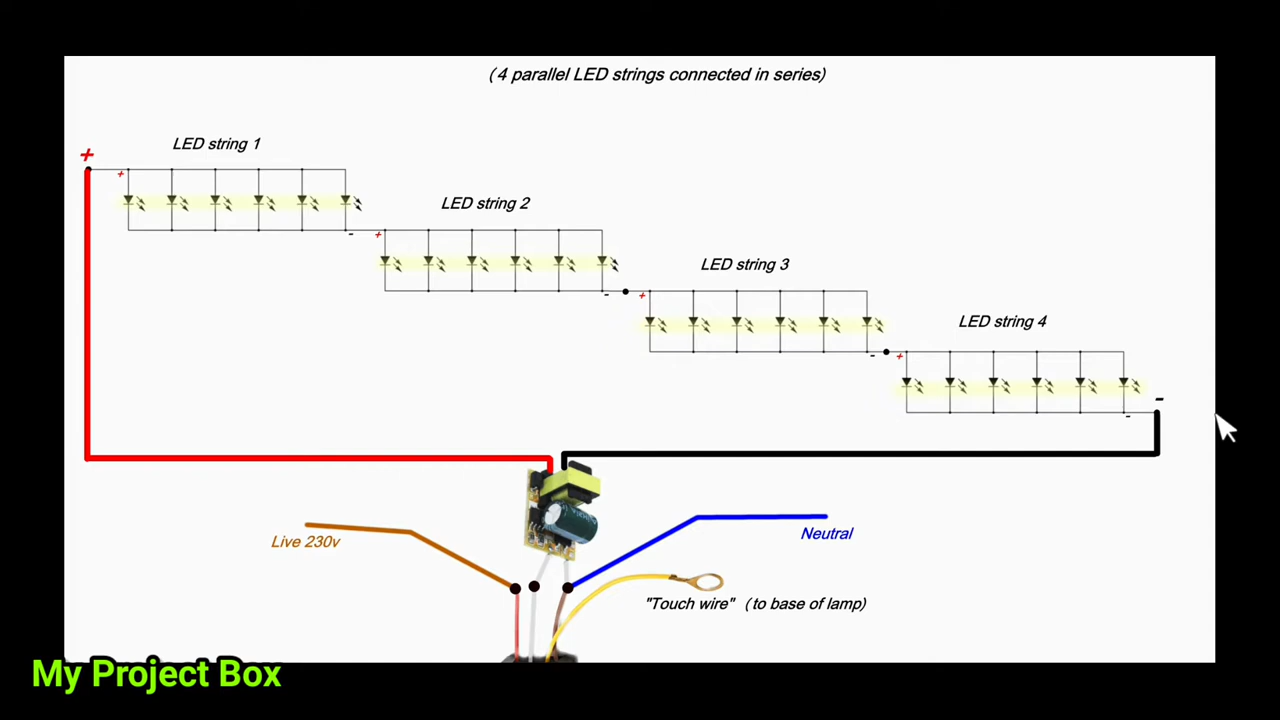 (4 parallel LED strings connected in series)
LED string 1
+
+
LED string 2
-
+
LED string 3
-
+
LED string 4
-
+
-
-
Live 230v
Neutral
"Touch wire" (to base of lamp)
My Project Box